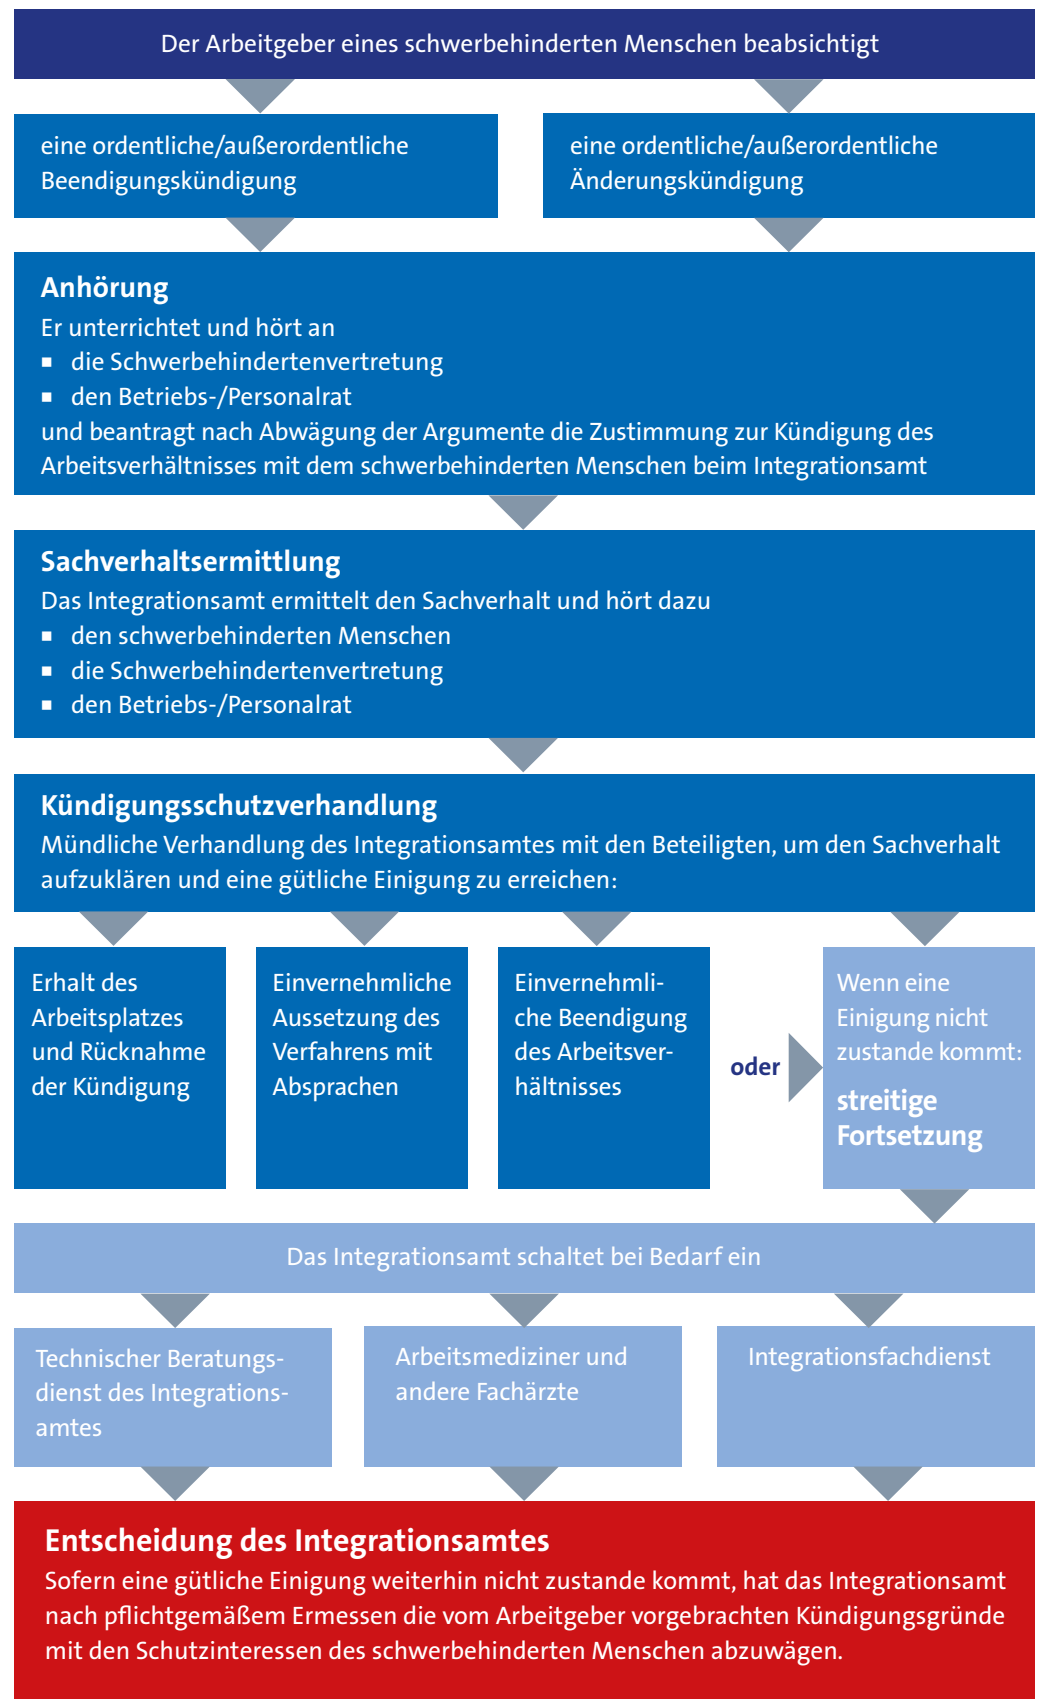 Der Arbeitgeber eines schwerbehinderten Menschen beabsichtigt
eine ordentliche/außerordentliche
Beendigungskündigung
eine ordentliche/außerordentliche
Änderungskündigung
Anhörung
Er unterrichtet und hört an
▪ die Schwerbehindertenvertretung
▪ den Betriebs-/Personalrat
und beantragt nach Abwägung der Argumente die Zustimmung zur Kündigung des
Arbeitsverhältnisses mit dem schwerbehinderten Menschen beim Integrationsamt
Sachverhaltsermittlung
Das Integrationsamt ermittelt den Sachverhalt und hört dazu
▪ den schwerbehinderten Menschen
▪ die Schwerbehindertenvertretung
▪ den Betriebs-/Personalrat
Kündigungsschutzverhandlung
Mündliche Verhandlung des Integrationsamtes mit den Beteiligten, um den Sachverhalt
aufzuklären und eine gütliche Einigung zu erreichen:
Erhalt des
Arbeitsplatzes
und Rücknahme
der Kündigung
Einvernehmliche
Aussetzung des
Verfahrens mit
Absprachen
Einvernehmli-
che Beendigung
des Arbeitsver-
hältnisses
oder
Wenn eine
Einigung nicht
zustande kommt:
streitige
Fortsetzung
Das Integrationsamt schaltet bei Bedarf ein
Technischer Beratungs-
dienst des Integrations-
amtes
Arbeitsmediziner und
andere Fachärzte
Integrationsfachdienst
Entscheidung des Integrationsamtes
Sofern eine gütliche Einigung weiterhin nicht zustande kommt, hat das Integrationsamt
nach pflichtgemäßem Ermessen die vom Arbeitgeber vorgebrachten Kündigungsgründe
mit den Schutzinteressen des schwerbehinderten Menschen abzuwägen.